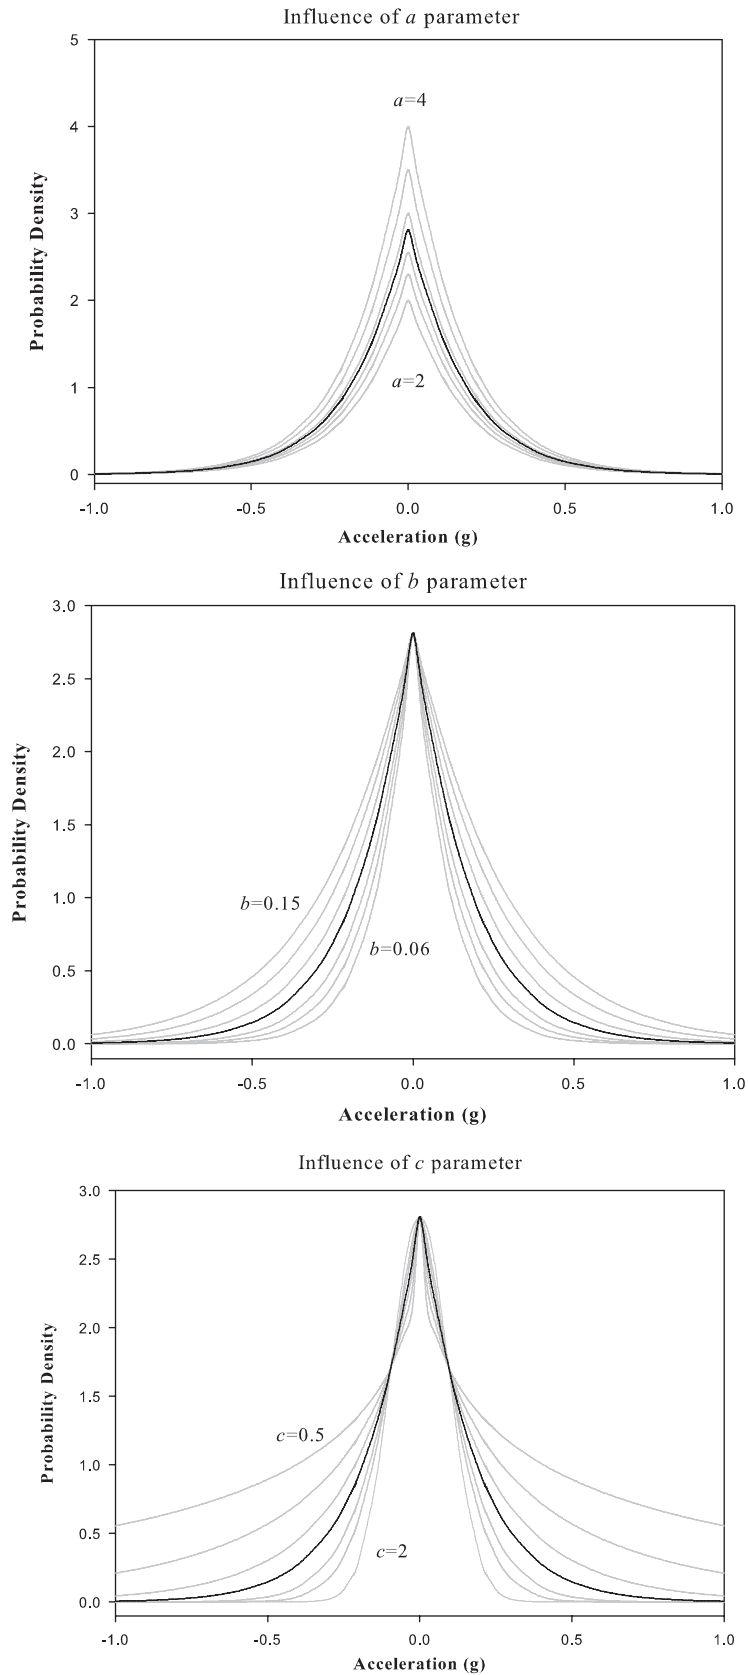 Influence of a parameter
5
4
3
2
1
0
a=4
a=2
Probability Density
-1.0 -0.5 0.0 0.5 1.0
Acceleration (g)
Influence of b parameter
3.0
2.5
2.0
1.5
1.0
0.5
0.0
b=0.15
b=0.06
Probability Density
-1.0 -0.5 0.0 0.5 1.0
Acceleration (g)
Influence of c parameter
3.0
2.5
2.0
1.5
1.0
0.5
0.0
c=0.5
c=2
Probability Density
-1.0 -0.5 0.0 0.5 1.0
Acceleration (g)